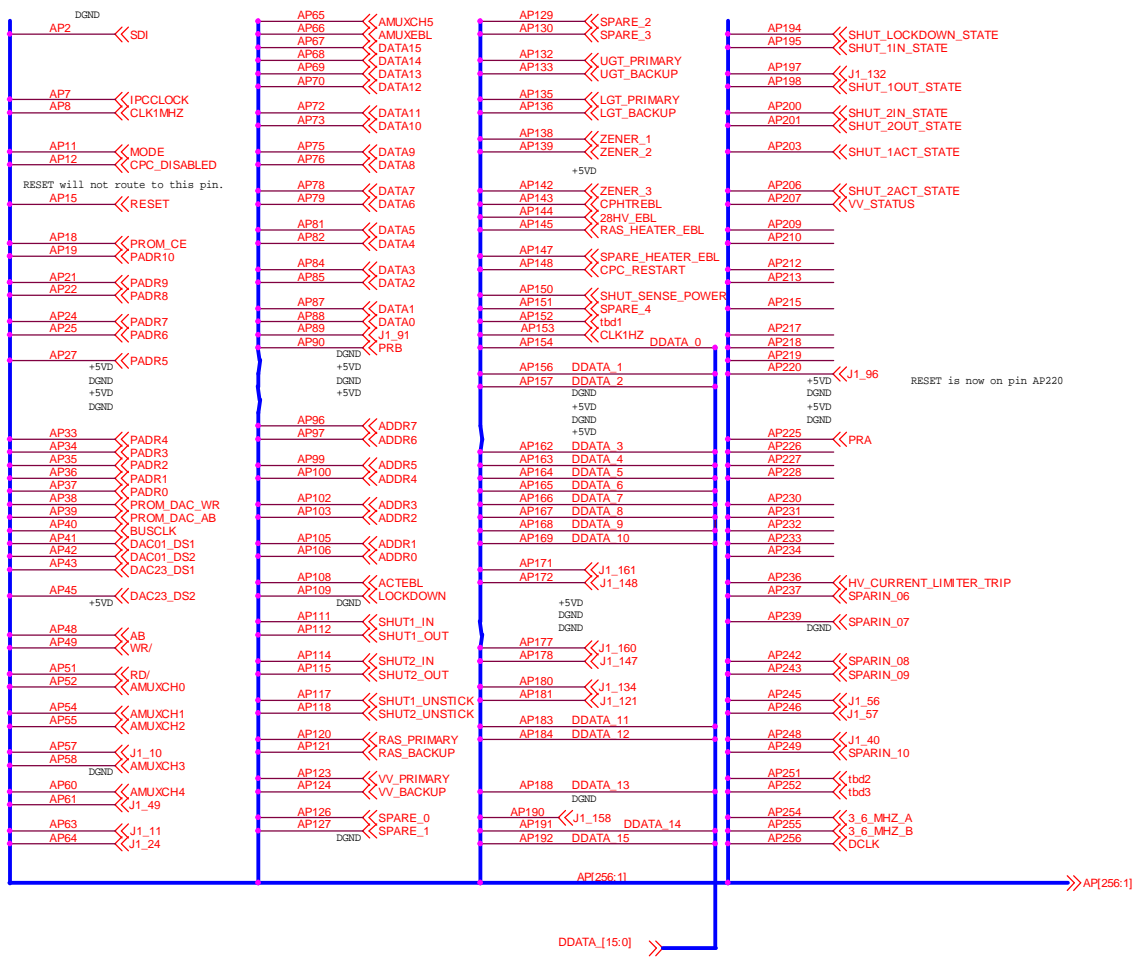 DGND
AP2 SDI
AP7 IPCCLOCK
AP8 CLK1MHZ
AP11 MODE
AP12 CPC_DISABLED
RESET will not route to this pin.
AP15 RESET
AP18 PROM_CE
AP19 PADR10
AP21 PADR9
AP22 PADR8
AP24 PADR7
AP25 PADR6
AP27 PADR5
+5VD
DGND
+5VD
DGND
AP33 PADR4
AP34 PADR3
AP35 PADR2
AP36 PADR1
AP37 PADR0
AP38 PROM_DAC_WR
AP39 PROM_DAC_AB
AP40 BUSCLK
AP41 DAC01_DS1
AP42 DAC01_DS2
AP43 DAC23_DS1
AP45 DAC23_DS2
+5VD
AP48 AB
AP49 WR/
AP51 RD/
AP52 AMUXCH0
AP54 AMUXCH1
AP55 AMUXCH2
AP57 J1_10
AP58 AMUXCH3
DGND
AP60 AMUXCH4
AP61 J1_49
AP63 J1_11
AP64 J1_24
AP65 AMUXCH5
AP66 AMUXEBL
AP67 DATA15
AP68 DATA14
AP69 DATA13
AP70 DATA12
AP72 DATA11
AP73 DATA10
AP75 DATA9
AP76 DATA8
AP78 DATA7
AP79 DATA6
AP81 DATA5
AP82 DATA4
AP84 DATA3
AP85 DATA2
AP87 DATA1
AP88 DATA0
AP89 J1_91
AP90 PRB
DGND
+5VD
DGND
+5VD
AP96 ADDR7
AP97 ADDR6
AP99 ADDR5
AP100 ADDR4
AP102 ADDR3
AP103 ADDR2
AP105 ADDR1
AP106 ADDR0
AP108 ACTEBL
AP109 LOCKDOWN
DGND
AP111 SHUT1_IN
AP112 SHUT1_OUT
AP114 SHUT2_IN
AP115 SHUT2_OUT
AP117 SHUT1_UNSTICK
AP118 SHUT2_UNSTICK
AP120 RAS_PRIMARY
AP121 RAS_BACKUP
AP123 VV_PRIMARY
AP124 VV_BACKUP
AP126 SPARE_0
AP127 SPARE_1
DGND
AP129 SPARE_2
AP130 SPARE_3
AP132 UGT_PRIMARY
AP133 UGT_BACKUP
AP135 LGT_PRIMARY
AP136 LGT_BACKUP
AP138 ZENER_1
AP139 ZENER_2
+5VD
AP142 ZENER_3
AP143 CPHTREBL
AP144 28HV_EBL
AP145 RAS_HEATER_EBL
AP147 SPARE_HEATER_EBL
AP148 CPC_RESTART
AP150 SHUT_SENSE_POWER
AP151 SPARE_4
AP152 tbd1
AP153 CLK1HZ
AP154 DDATA_0
AP156 DDATA_1
AP157 DDATA_2
DGND
+5VD
DGND
+5VD
AP162 DDATA_3
AP163 DDATA_4
AP164 DDATA_5
AP165 DDATA_6
AP166 DDATA_7
AP167 DDATA_8
AP168 DDATA_9
AP169 DDATA_10
AP171 J1_161
AP172 J1_148
+5VD
DGND
DGND
AP177 J1_160
AP178 J1_147
AP180 J1_134
AP181 J1_121
AP183 DDATA_11
AP184 DDATA_12
AP188 DDATA_13
DGND
AP190 J1_158
AP191 DDATA_14
AP192 DDATA_15
AP194 SHUT_LOCKDOWN_STATE
AP195 SHUT_1IN_STATE
AP197 J1_132
AP198 SHUT_1OUT_STATE
AP200 SHUT_2IN_STATE
AP201 SHUT_2OUT_STATE
AP203 SHUT_1ACT_STATE
AP206 SHUT_2ACT_STATE
AP207 VV_STATUS
AP209
AP210
AP212
AP213
AP215
AP217
AP218
AP219
AP220 J1_96
+5VD
RESET is now on pin AP220
DGND
+5VD
DGND
AP225 PRA
AP226
AP227
AP228
AP230
AP231
AP232
AP233
AP234
AP236 HV_CURRENT_LIMITER_TRIP
AP237 SPARIN_06
AP239 SPARIN_07
DGND
AP242 SPARIN_08
AP243 SPARIN_09
AP245 J1_56
AP246 J1_57
AP248 J1_40
AP249 SPARIN_10
AP251 tbd2
AP252 tbd3
AP254 3_6_MHZ_A
AP255 3_6_MHZ_B
AP256 DCLK
AP[256:1]
AP[256:1]
DDATA_[15:0]